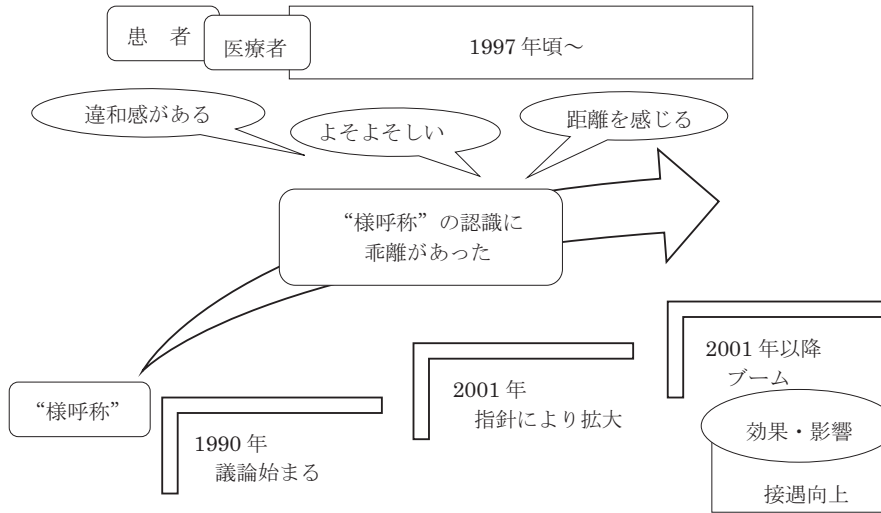 患　者
医療者
1997 年頃～
違和感がある
よそよそしい
距離を感じる
“様呼称”の認識に
乖離があった
“様呼称”
1990 年
議論始まる
2001 年
指針により拡大
2001 年以降
ブーム
効果・影響
接遇向上